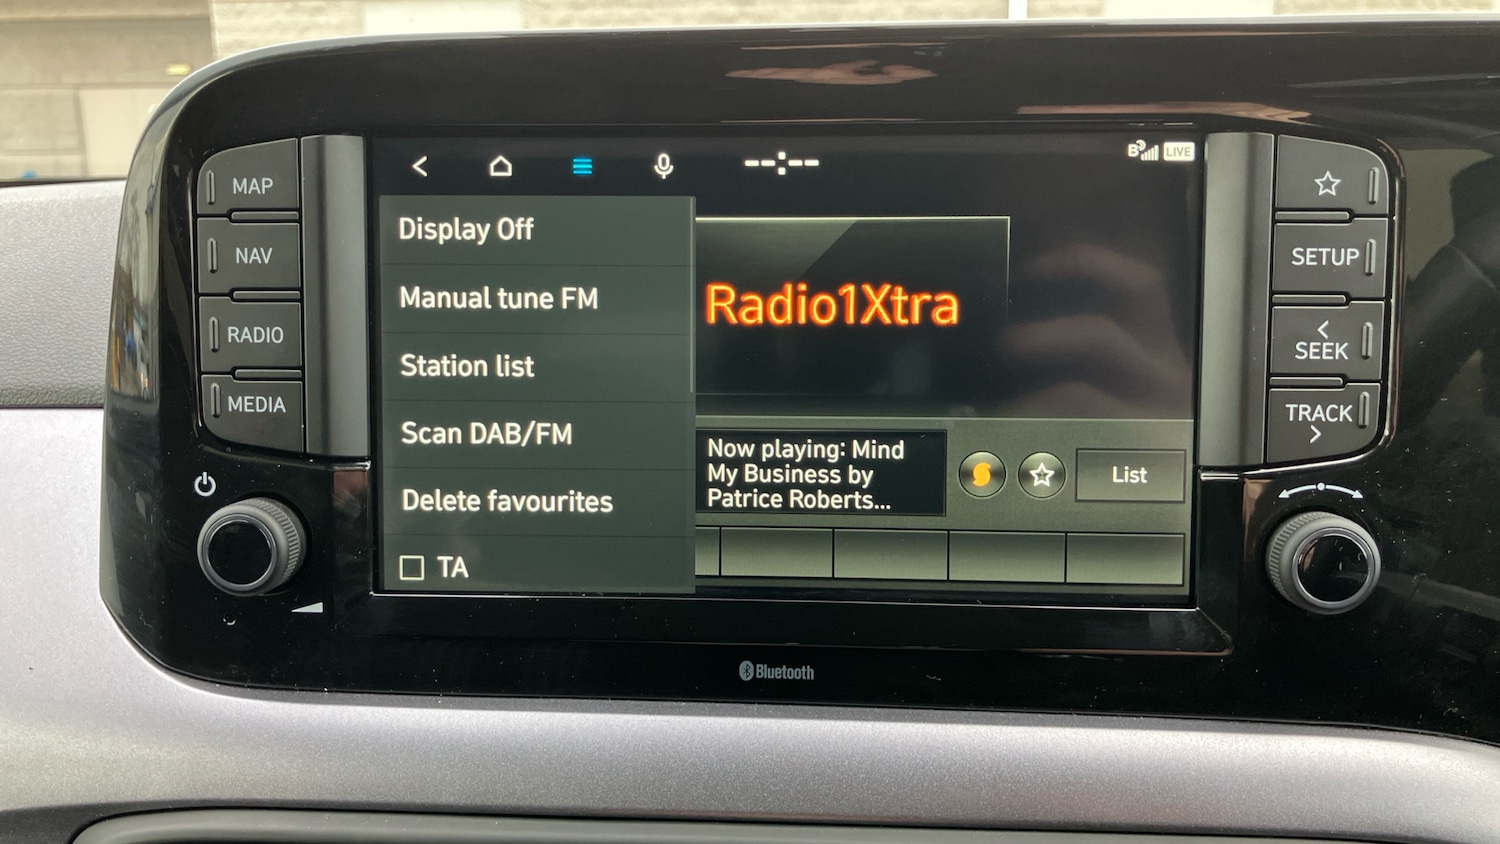 MAP
NAV
RADIO
MEDIA
--:--
B
LIVE
Display Off
Manual tune FM
Station list
Scan DAB/FM
Delete favourites
TA
Radio1Xtra
Now playing: Mind
My Business by
Patrice Roberts...
List
SETUP
<
SEEK
TRACK
>
Bluetooth